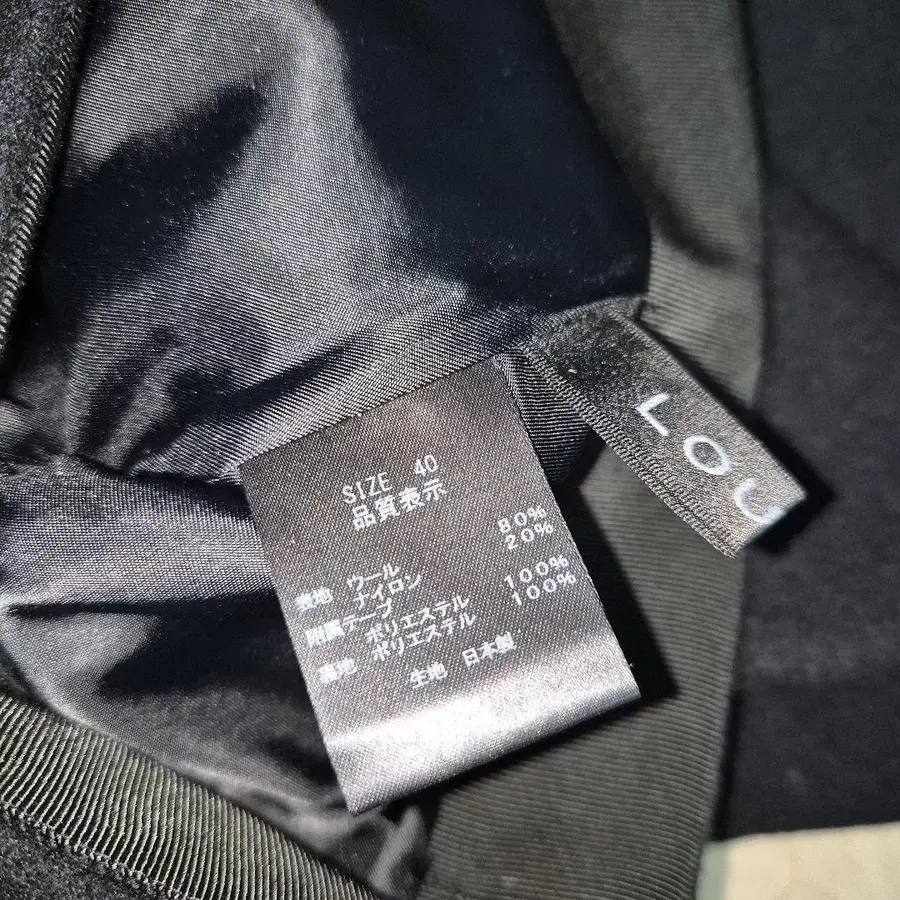 SIZE 40
品質表示
表地 ウール 80%
ナイロン 20%
附属テープ ポリエステル 100%
裏地 ポリエステル 100%
生地 日本製
LOU